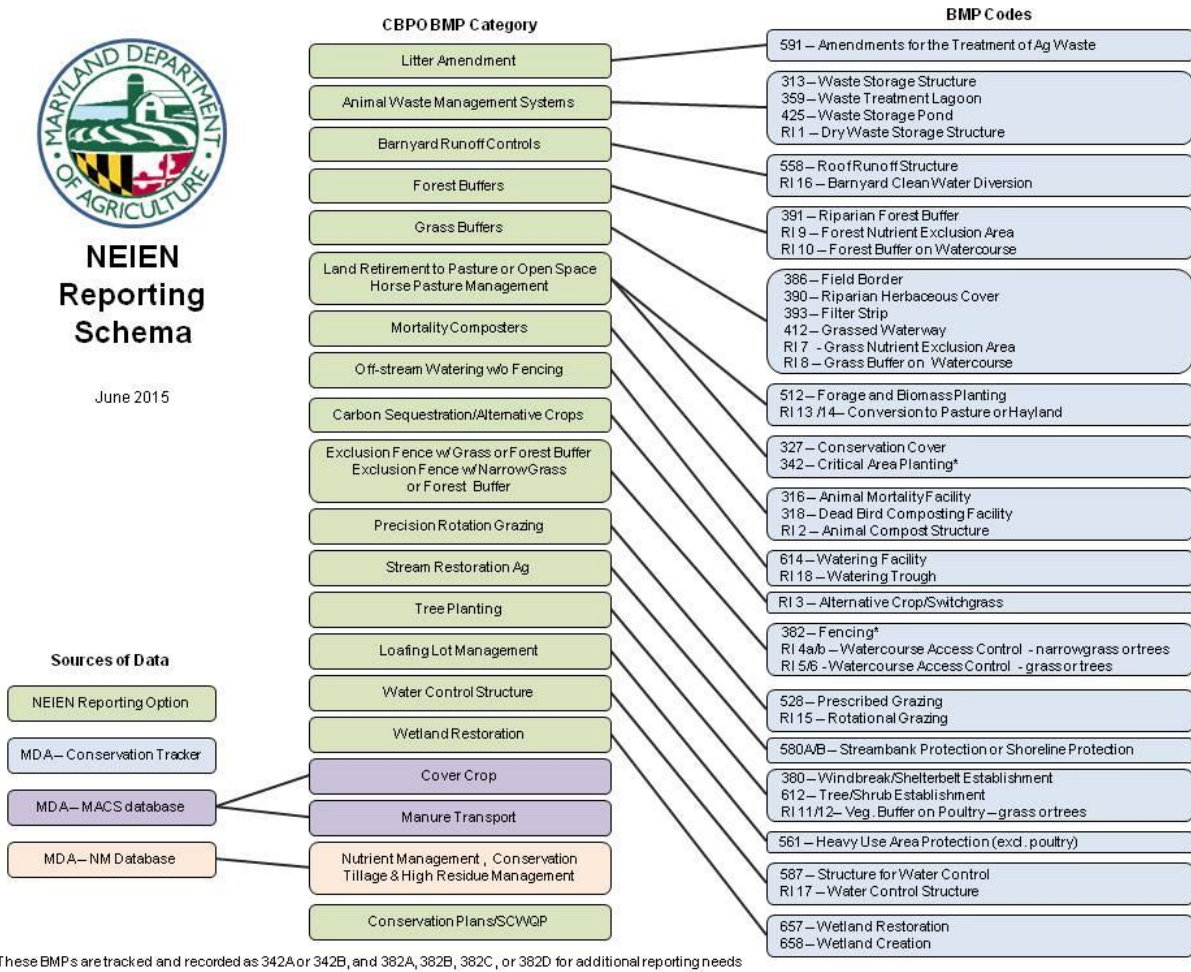 MARYLAND DEPARTMENT
OF AGRICULTURE
NEIEN
Reporting
Schema
June 2015
Sources of Data
NEIEN Reporting Option
MDA – Conservation Tracker
MDA – MACS database
MDA – NM Database
CBPO BMP Category
Litter Amendment
Animal Waste Management Systems
Barnyard Runoff Controls
Forest Buffers
Grass Buffers
Land Retirement to Pasture or Open Space
Horse Pasture Management
Mortality Composters
Off-stream Watering w/o Fencing
Carbon Sequestration/Alternative Crops
Exclusion Fence w/ Grass or Forest Buffer
Exclusion Fence w/ Narrow Grass
or Forest Buffer
Precision Rotation Grazing
Stream Restoration Ag
Tree Planting
Loafing Lot Management
Water Control Structure
Wetland Restoration
Cover Crop
Manure Transport
Nutrient Management , Conservation
Tillage & High Residue Management
Conservation Plans/SCWQP
BMP Codes
591 – Amendments for the Treatment of Ag Waste
313 – Waste Storage Structure
359 – Waste Treatment Lagoon
425 – Waste Storage Pond
RI 1 – Dry Waste Storage Structure
558 – Roof Runoff Structure
RI 16 – Barnyard Clean Water Diversion
391 – Riparian Forest Buffer
RI 9 – Forest Nutrient Exclusion Area
RI 10 – Forest Buffer on Watercourse
386 – Field Border
390 – Riparian Herbaceous Cover
393 – Filter Strip
412 – Grassed Waterway
RI 7 - Grass Nutrient Exclusion Area
RI 8 – Grass Buffer on Watercourse
512 – Forage and Biomass Planting
RI 13 /14 – Conversion to Pasture or Hayland
327 – Conservation Cover
342 – Critical Area Planting*
316 – Animal Mortality Facility
318 – Dead Bird Composting Facility
RI 2 – Animal Compost Structure
614 – Watering Facility
RI 18 – Watering Trough
RI 3 – Alternative Crop/Switchgrass
382 – Fencing*
RI 4a/b – Watercourse Access Control - narrow grass or trees
RI 5/6 - Watercourse Access Control - grass or trees
528 – Prescribed Grazing
RI 15 – Rotational Grazing
580A/B – Streambank Protection or Shoreline Protection
380 – Windbreak/Shelterbelt Establishment
612 – Tree/Shrub Establishment
RI 11/12 – Veg. Buffer on Poultry – grass or trees
561 – Heavy Use Area Protection (excl. poultry)
587 – Structure for Water Control
RI 17 – Water Control Structure
657 – Wetland Restoration
658 – Wetland Creation
These BMPs are tracked and recorded as 342A or 342B, and 382A, 382B, 382C, or 382D for additional reporting needs